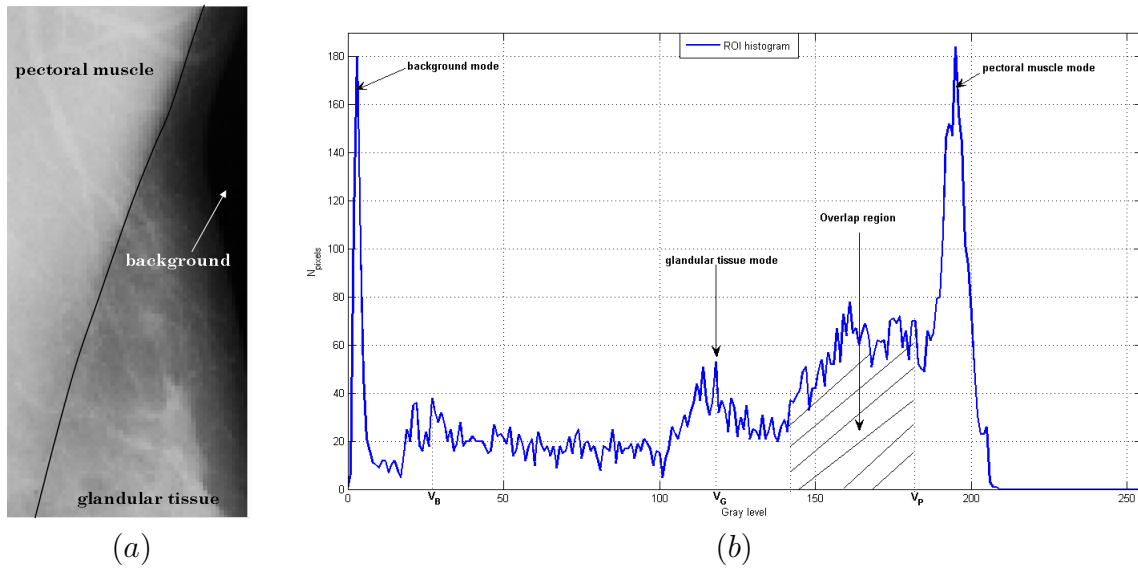 pectoral muscle
background
glandular tissue
(a)
ROI histogram
background mode
pectoral muscle mode
Overlap region
glandular tissue mode
N_pixels
180
160
140
120
100
80
60
40
20
0
0 50 100 150 200 250
V_B V_G V_P
Gray level
(b)